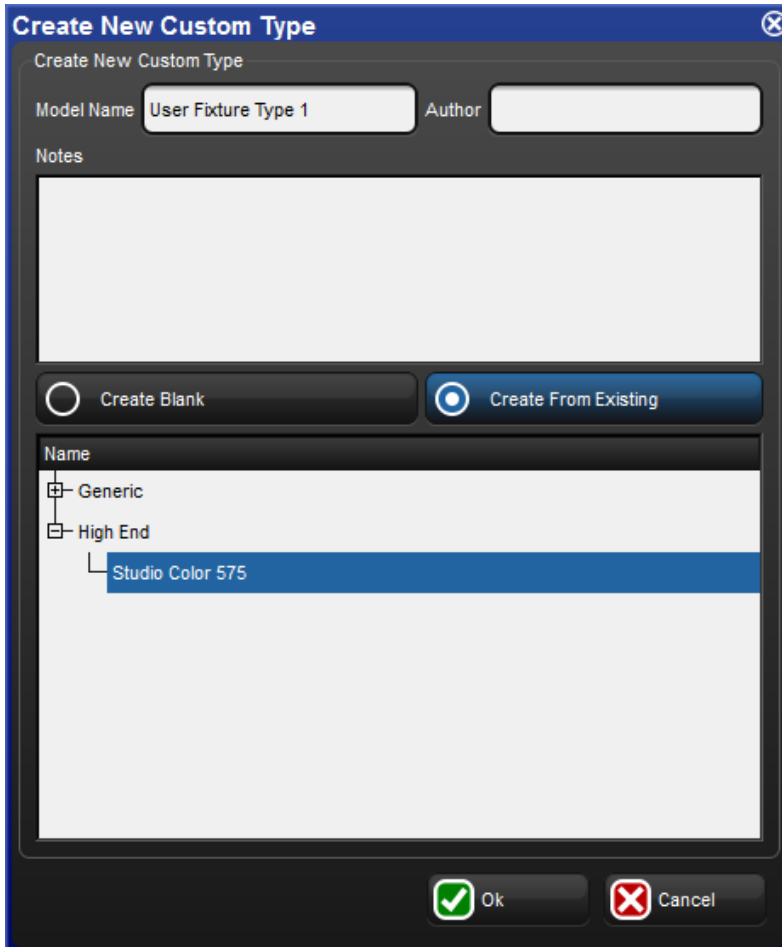 Create New Custom Type
Create New Custom Type
Model Name User Fixture Type 1 Author
Notes
Create Blank Create From Existing
Name
Generic
High End
Studio Color 575
Ok Cancel